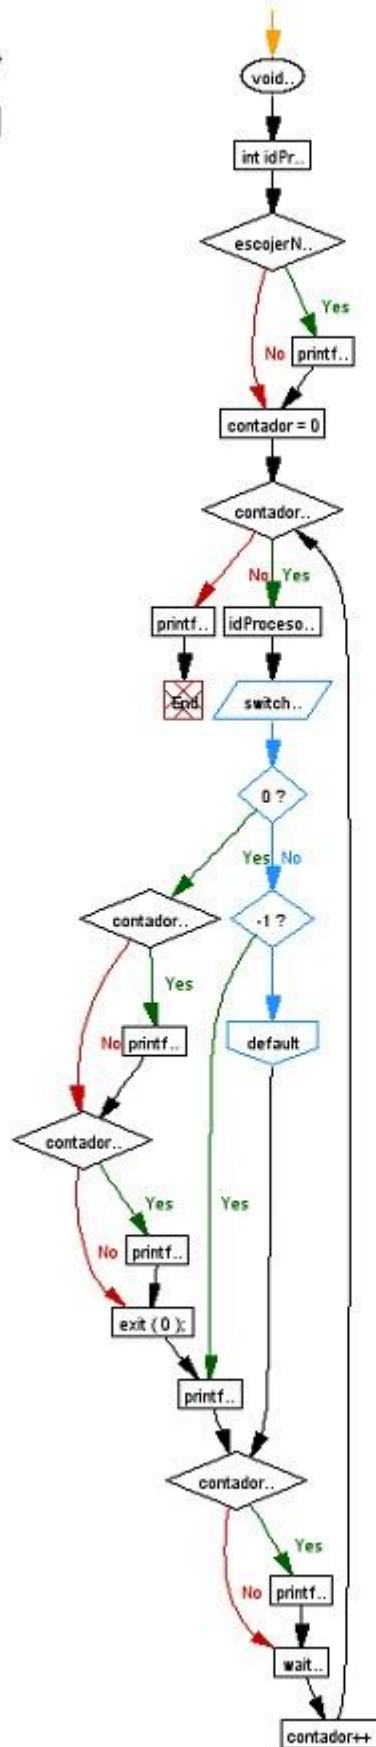 void..
int idPr..
escojerN..
Yes
No
printf..
contador = 0
contador..
No
Yes
printf..
idProceso..
End
switch..
0 ?
Yes
No
contador..
-1 ?
Yes
No
printf..
default
contador..
Yes
Yes
No
printf..
exit ( 0 );
printf..
contador..
Yes
No
printf..
wait..
contador++